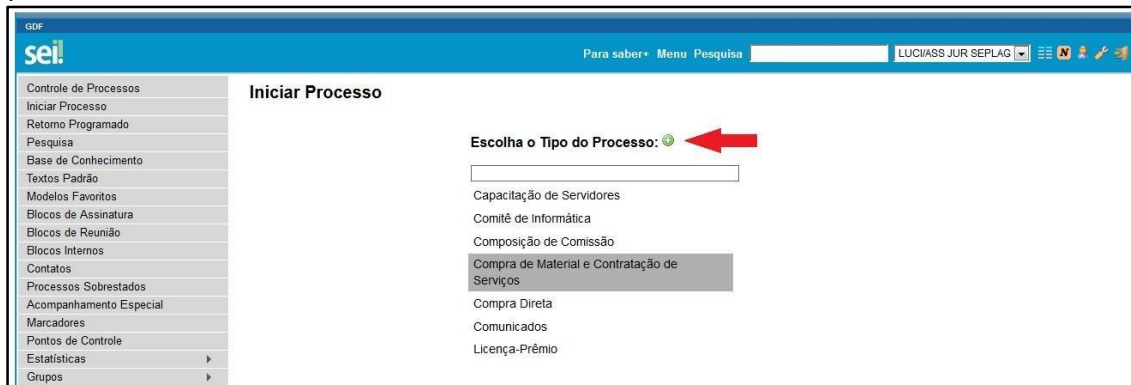 GDF
sei!
Para saber+ Menu Pesquisa LUCI/ASS JUR SEPLAG N
Controle de Processos
Iniciar Processo
Retorno Programado
Pesquisa
Base de Conhecimento
Textos Padrão
Modelos Favoritos
Blocos de Assinatura
Blocos de Reunião
Blocos Internos
Contatos
Processos Sobrestados
Acompanhamento Especial
Marcadores
Pontos de Controle
Estatísticas
Grupos
Iniciar Processo
Escolha o Tipo do Processo:
Capacitação de Servidores
Comitê de Informática
Composição de Comissão
Compra de Material e Contratação de
Serviços
Compra Direta
Comunicados
Licença-Prêmio